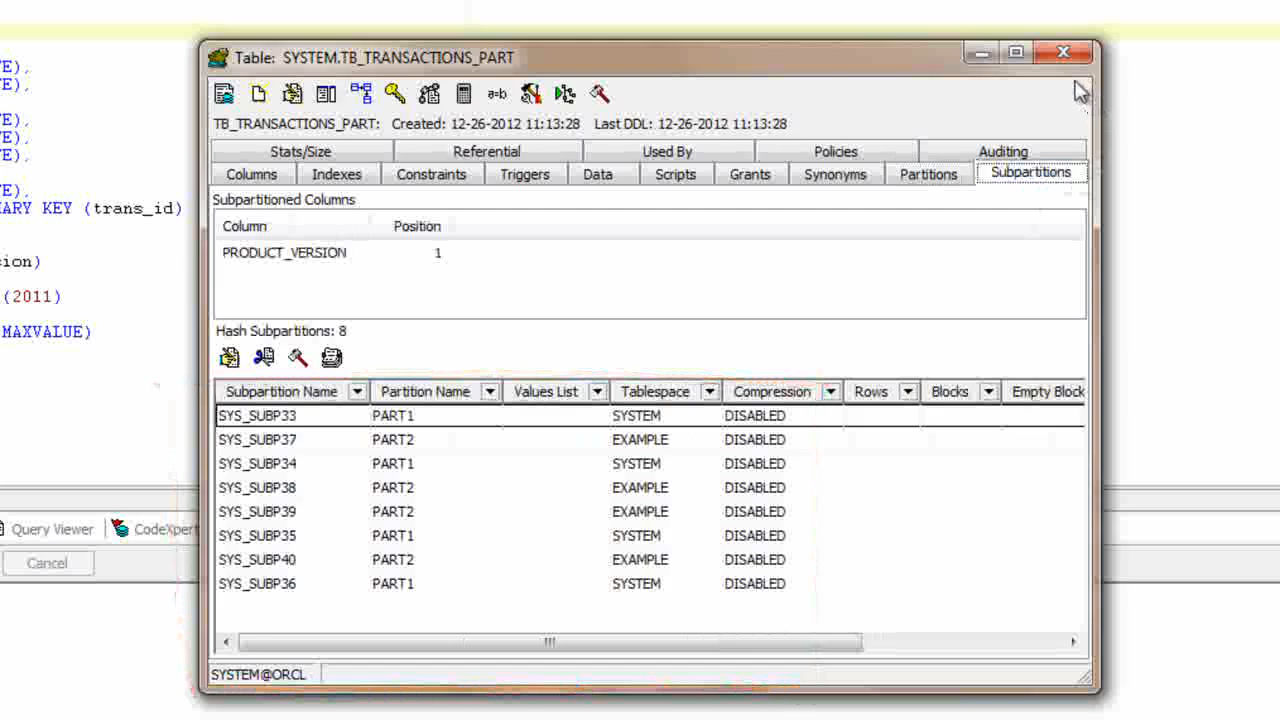 Table: SYSTEM.TB_TRANSACTIONS_PART
TE),
TE),
a=b
TE),
TB_TRANSACTIONS_PART: Created: 12-26-2012 11:13:28 Last DDL: 12-26-2012 11:13:28
TE),
TE),
Stats/Size Referential Used By Policies Auditing
Columns Indexes Constraints Triggers Data Scripts Grants Synonyms Partitions Subpartitions
TE),
Subpartitioned Columns
MARY KEY (trans_id)
Column Position
PRODUCT_VERSION 1
sion)
(2011)
MAXVALUE)
Hash Subpartitions: 8
Subpartition Name Partition Name Values List Tablespace Compression Rows Blocks Empty Block
SYS_SUBP33 PART1 SYSTEM DISABLED
SYS_SUBP37 PART2 EXAMPLE DISABLED
SYS_SUBP34 PART1 SYSTEM DISABLED
SYS_SUBP38 PART2 EXAMPLE DISABLED
SYS_SUBP39 PART2 EXAMPLE DISABLED
Query Viewer CodeXpert
SYS_SUBP35 PART1 SYSTEM DISABLED
SYS_SUBP40 PART2 EXAMPLE DISABLED
Cancel
SYS_SUBP36 PART1 SYSTEM DISABLED
SYSTEM@ORCL